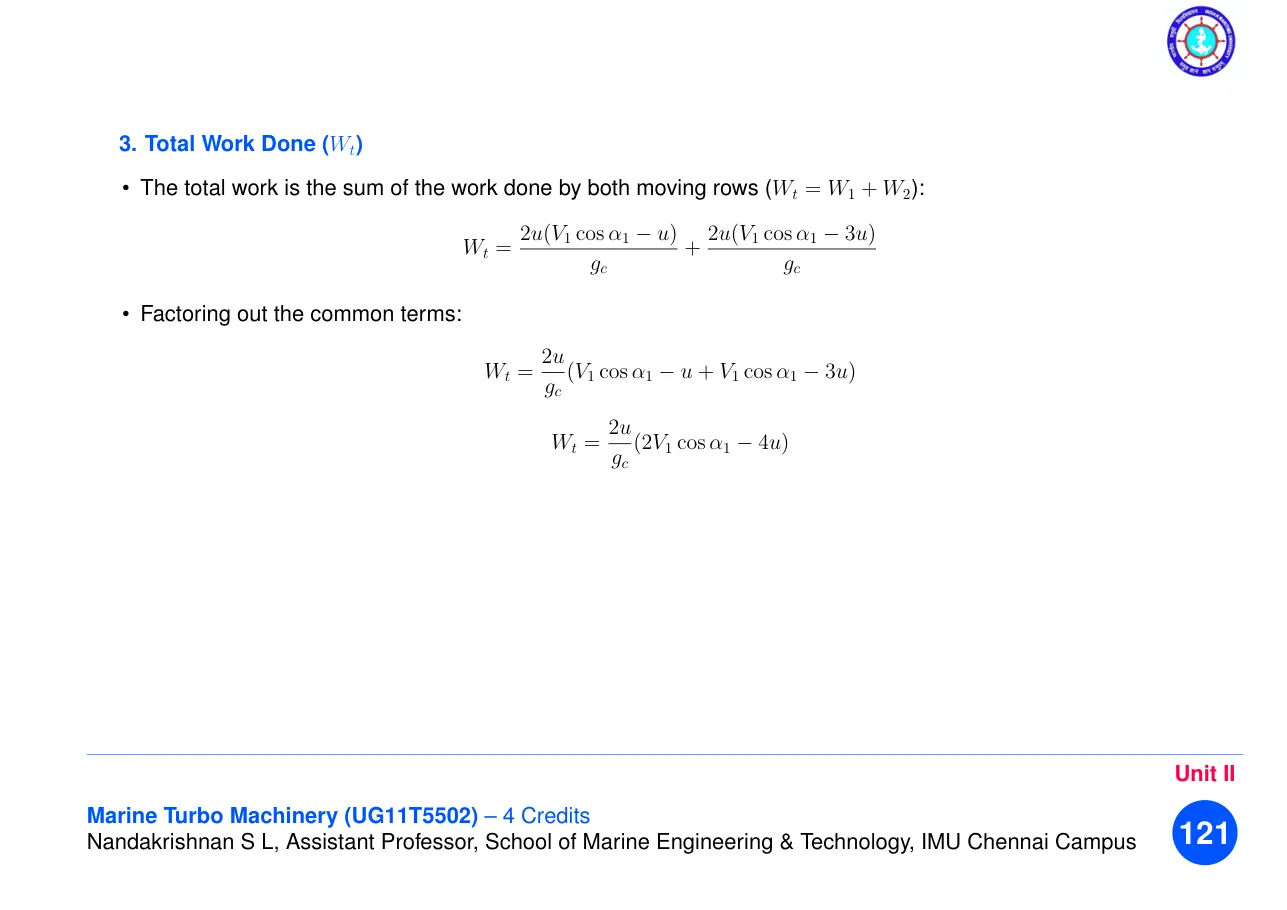 3. Total Work Done (W_t)
• The total work is the sum of the work done by both moving rows (W_t = W_1 + W_2):
W_t = \frac{2u(V_1 \cos α_1 − u)}{g_c} + \frac{2u(V_1 \cos α_1 − 3u)}{g_c}
• Factoring out the common terms:
W_t = \frac{2u}{g_c}(V_1 \cos α_1 − u + V_1 \cos α_1 − 3u)
W_t = \frac{2u}{g_c}(2V_1 \cos α_1 − 4u)
Unit II
Marine Turbo Machinery (UG11T5502) – 4 Credits
Nandakrishnan S L, Assistant Professor, School of Marine Engineering & Technology, IMU Chennai Campus
121